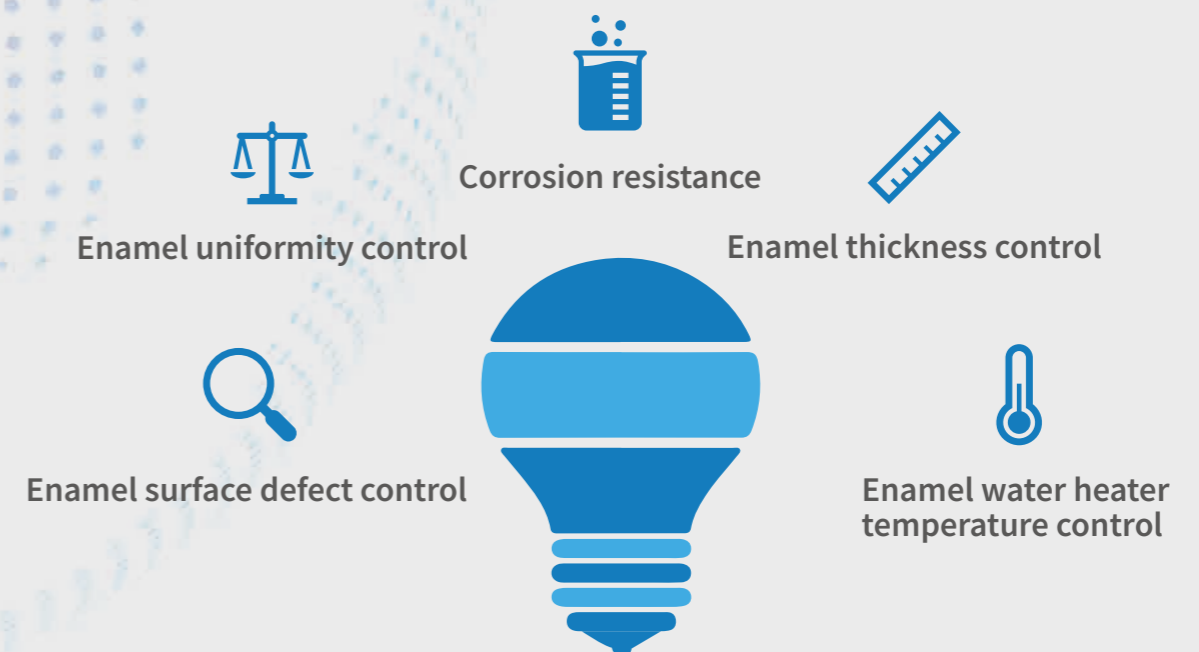 Corrosion resistance
Enamel uniformity control
Enamel thickness control
Enamel surface defect control
Enamel water heater
temperature control